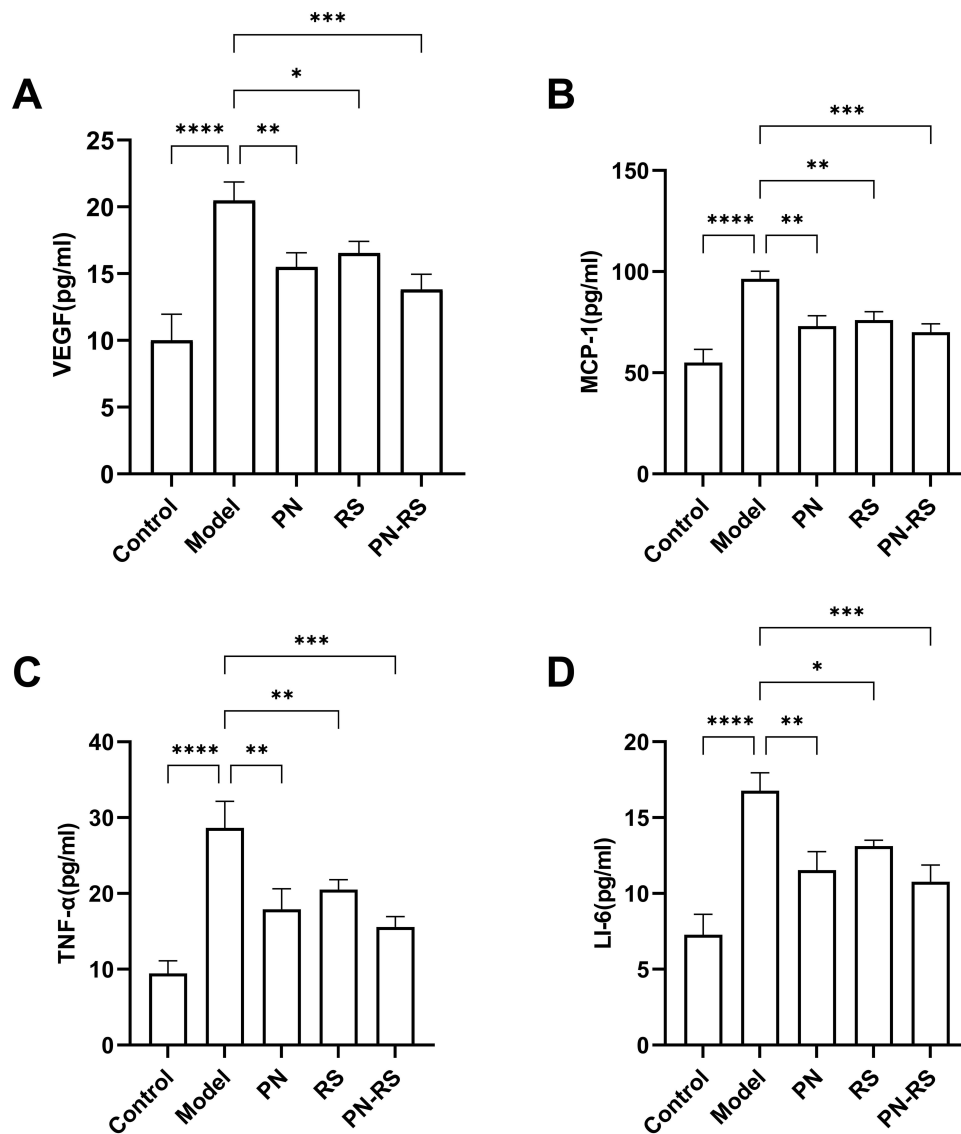 A
***
*
**** **
VEGF(pg/ml)
25
20
15
10
5
0
Control
Model
PN
RS
PN-RS
B
***
**
**** **
MCP-1(pg/ml)
150
100
50
0
Control
Model
PN
RS
PN-RS
C
***
**
**** **
TNF-α(pg/ml)
40
30
20
10
0
Control
Model
PN
RS
PN-RS
D
***
*
**** **
LI-6(pg/ml)
20
15
10
5
0
Control
Model
PN
RS
PN-RS